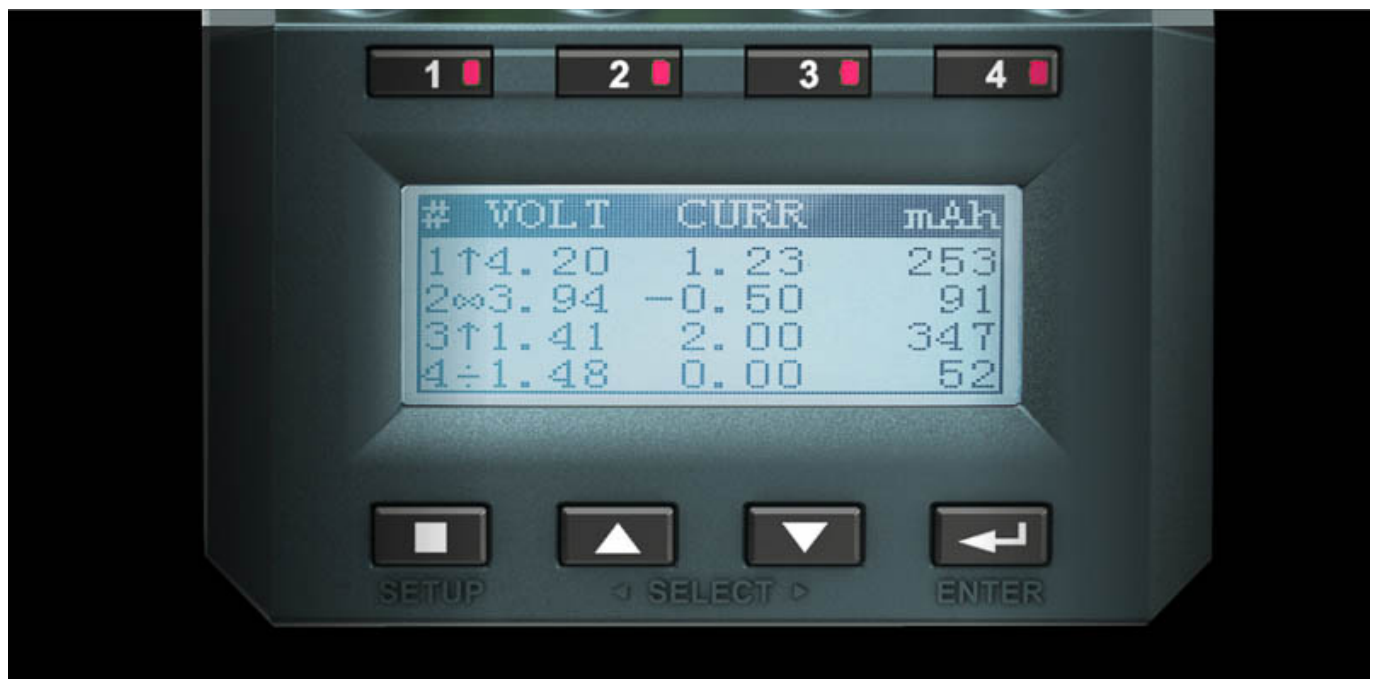 1 2 3 4
# VOLT CURR mAh
1↑4.20 1.23 253
2∞3.94 -0.50 91
3↑1.41 2.00 347
4÷1.48 0.00 52
SETUP ◁ SELECT ▷ ENTER